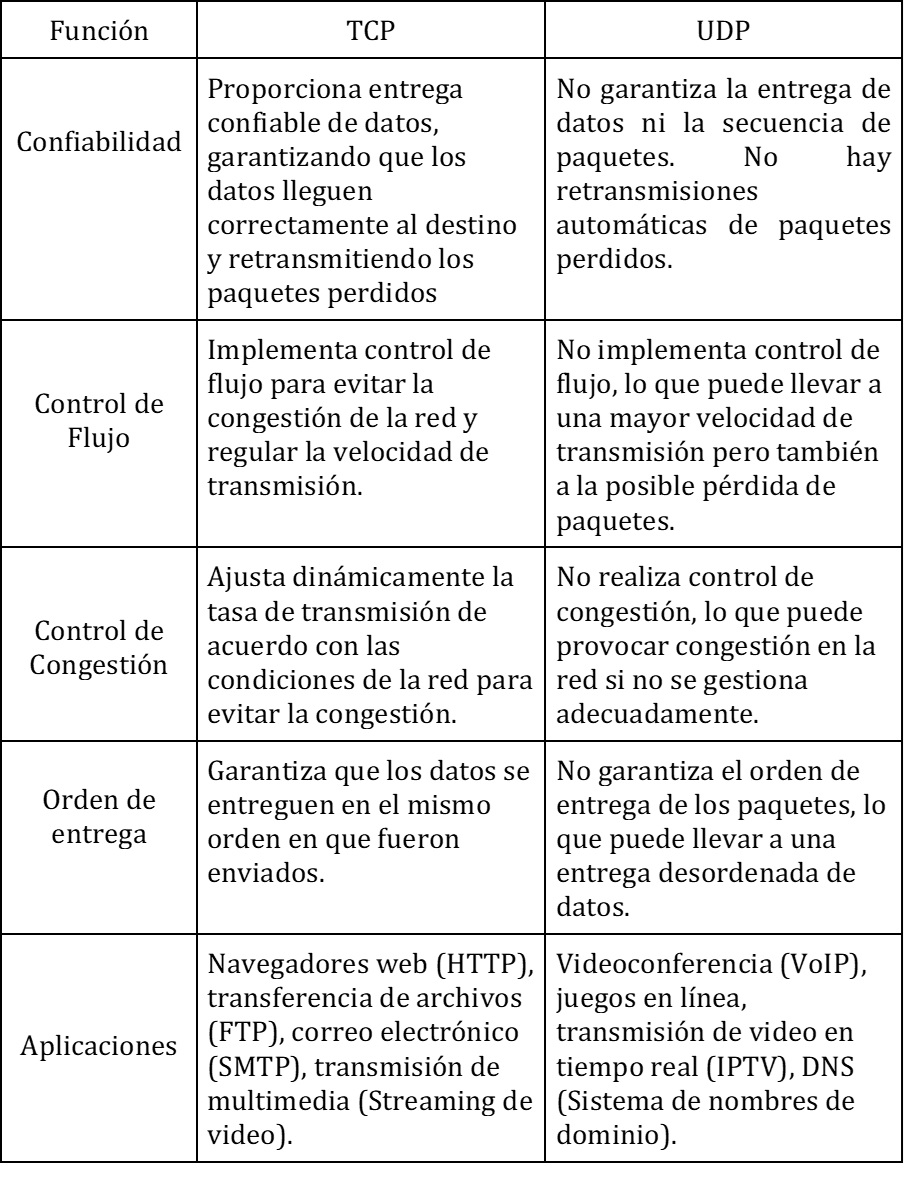 Función
TCP
UDP
Confiabilidad
Proporciona entrega
confiable de datos,
garantizando que los
datos lleguen
correctamente al destino
y retransmitiendo los
paquetes perdidos
No garantiza la entrega de
datos ni la secuencia de
paquetes. No hay
retransmisiones
automáticas de paquetes
perdidos.
Control de
Flujo
Implementa control de
flujo para evitar la
congestión de la red y
regular la velocidad de
transmisión.
No implementa control de
flujo, lo que puede llevar a
una mayor velocidad de
transmisión pero también
a la posible pérdida de
paquetes.
Control de
Congestión
Ajusta dinámicamente la
tasa de transmisión de
acuerdo con las
condiciones de la red para
evitar la congestión.
No realiza control de
congestión, lo que puede
provocar congestión en la
red si no se gestiona
adecuadamente.
Orden de
entrega
Garantiza que los datos se
entreguen en el mismo
orden en que fueron
enviados.
No garantiza el orden de
entrega de los paquetes, lo
que puede llevar a una
entrega desordenada de
datos.
Aplicaciones
Navegadores web (HTTP),
transferencia de archivos
(FTP), correo electrónico
(SMTP), transmisión de
multimedia (Streaming de
video).
Videoconferencia (VoIP),
juegos en línea,
transmisión de video en
tiempo real (IPTV), DNS
(Sistema de nombres de
dominio).